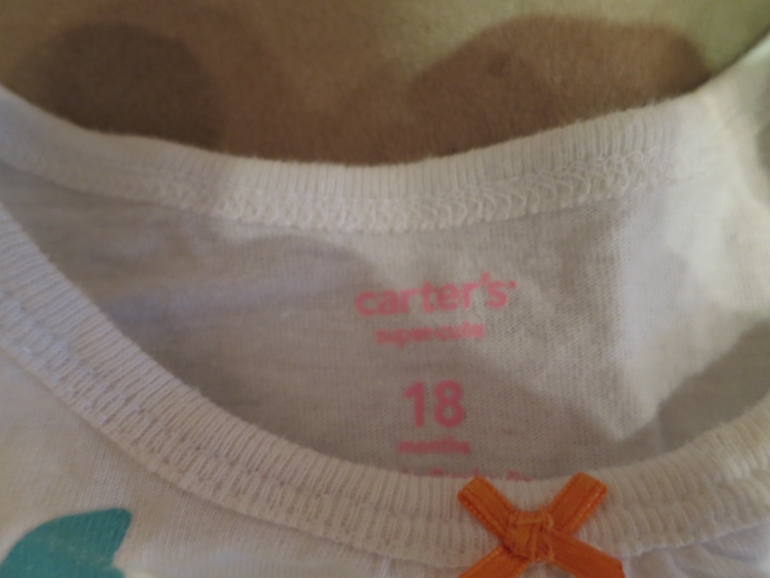 carter's
super cute
18
months